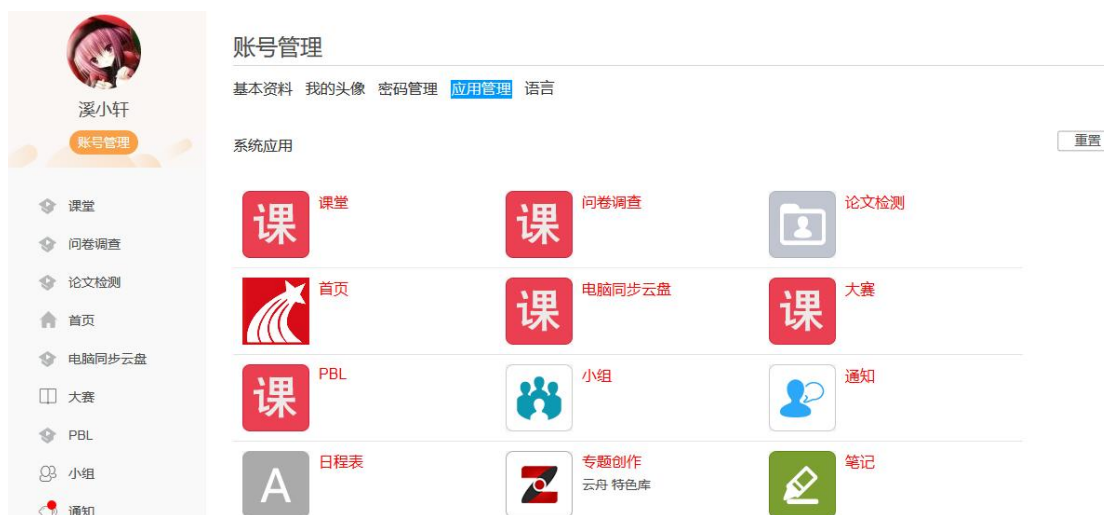 溪小轩
账号管理
课堂
问卷调查
论文检测
首页
电脑同步云盘
大赛
PBL
小组
通知
账号管理
基本资料 我的头像 密码管理 应用管理 语言
系统应用 重置
课 课堂 课 问卷调查 论文检测
首页 课 电脑同步云盘 课 大赛
课 PBL 小组 通知
A 日程表 专题创作 笔记
云舟 特色库